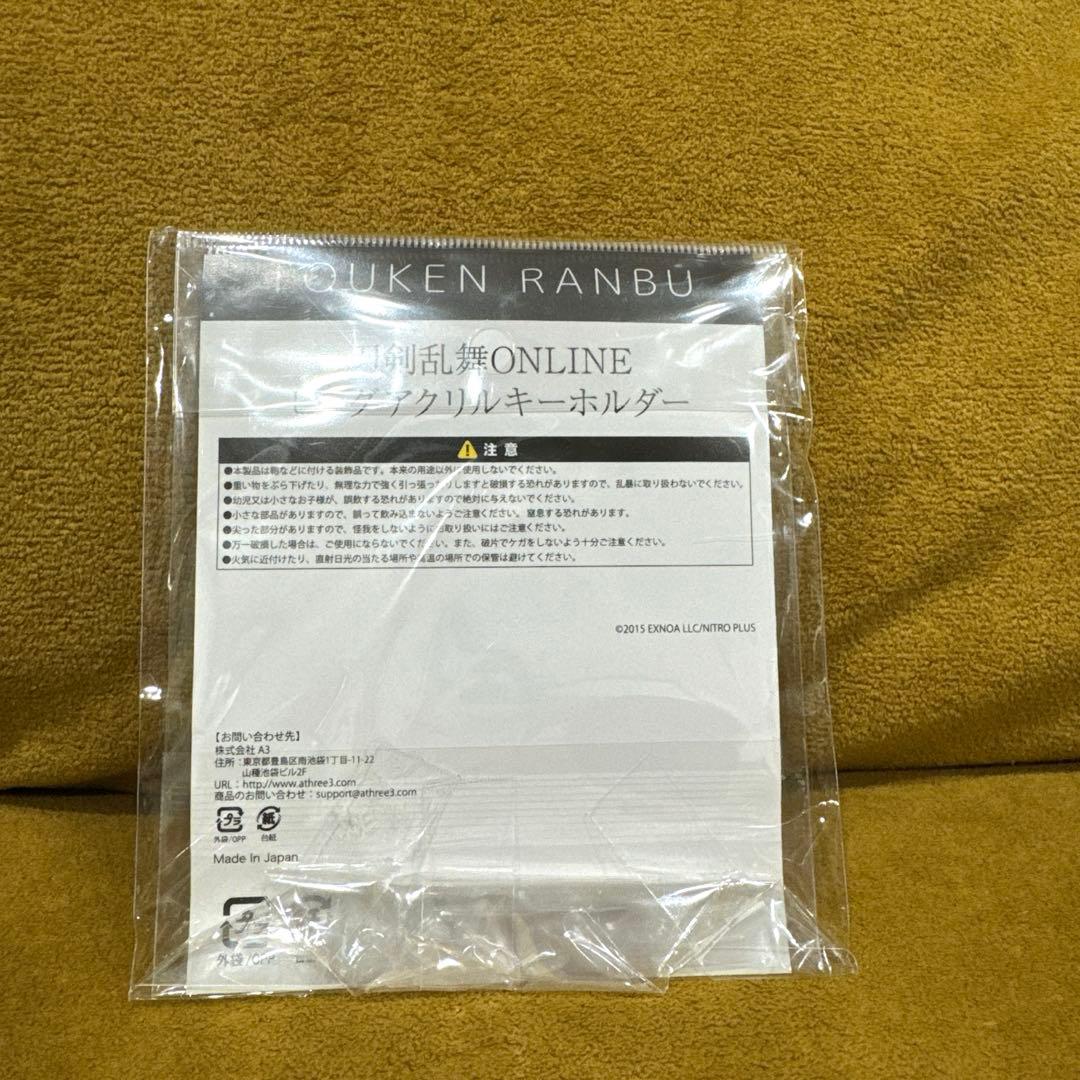 TOUKEN RANBU
刀剣乱舞ONLINE
ビッグアクリルキーホルダー
注意
●本製品は鞄などに付ける装飾品です。本来の用途以外に使用しないでください。
●重い物をぶら下げたり、無理な力で強く引っ張ったりしますと破損する恐れがありますので、乱暴に取り扱わないでください。
●幼児又は小さなお子様が、誤飲する恐れがありますので絶対に与えないでください。
●小さな部品がありますので、誤って飲み込まないようご注意ください。窒息する恐れがあります。
●尖った部分がありますので、怪我をしないようにお取り扱いにはご注意ください。
●万一破損した場合は、ご使用にならないでください。また、破片でケガをしないよう十分ご注意ください。
●火気に近付けたり、直射日光の当たる場所や高温の場所での保管は避けてください。
©2015 EXNOA LLC/NITRO PLUS
【お問い合わせ先】
株式会社 A3
住所:東京都豊島区南池袋1丁目-11-22
山種池袋ビル2F
URL:http://www.athree3.com
商品のお問い合わせ:support@athree3.com
プラ 紙
外袋/OPP 台紙
Made In Japan
プラ
外袋/OPP